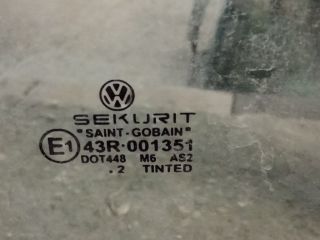 SEKURIT
"SAINT-GOBAIN"
E1 43R-001351
DOT448 M6 AS2
.2 TINTED